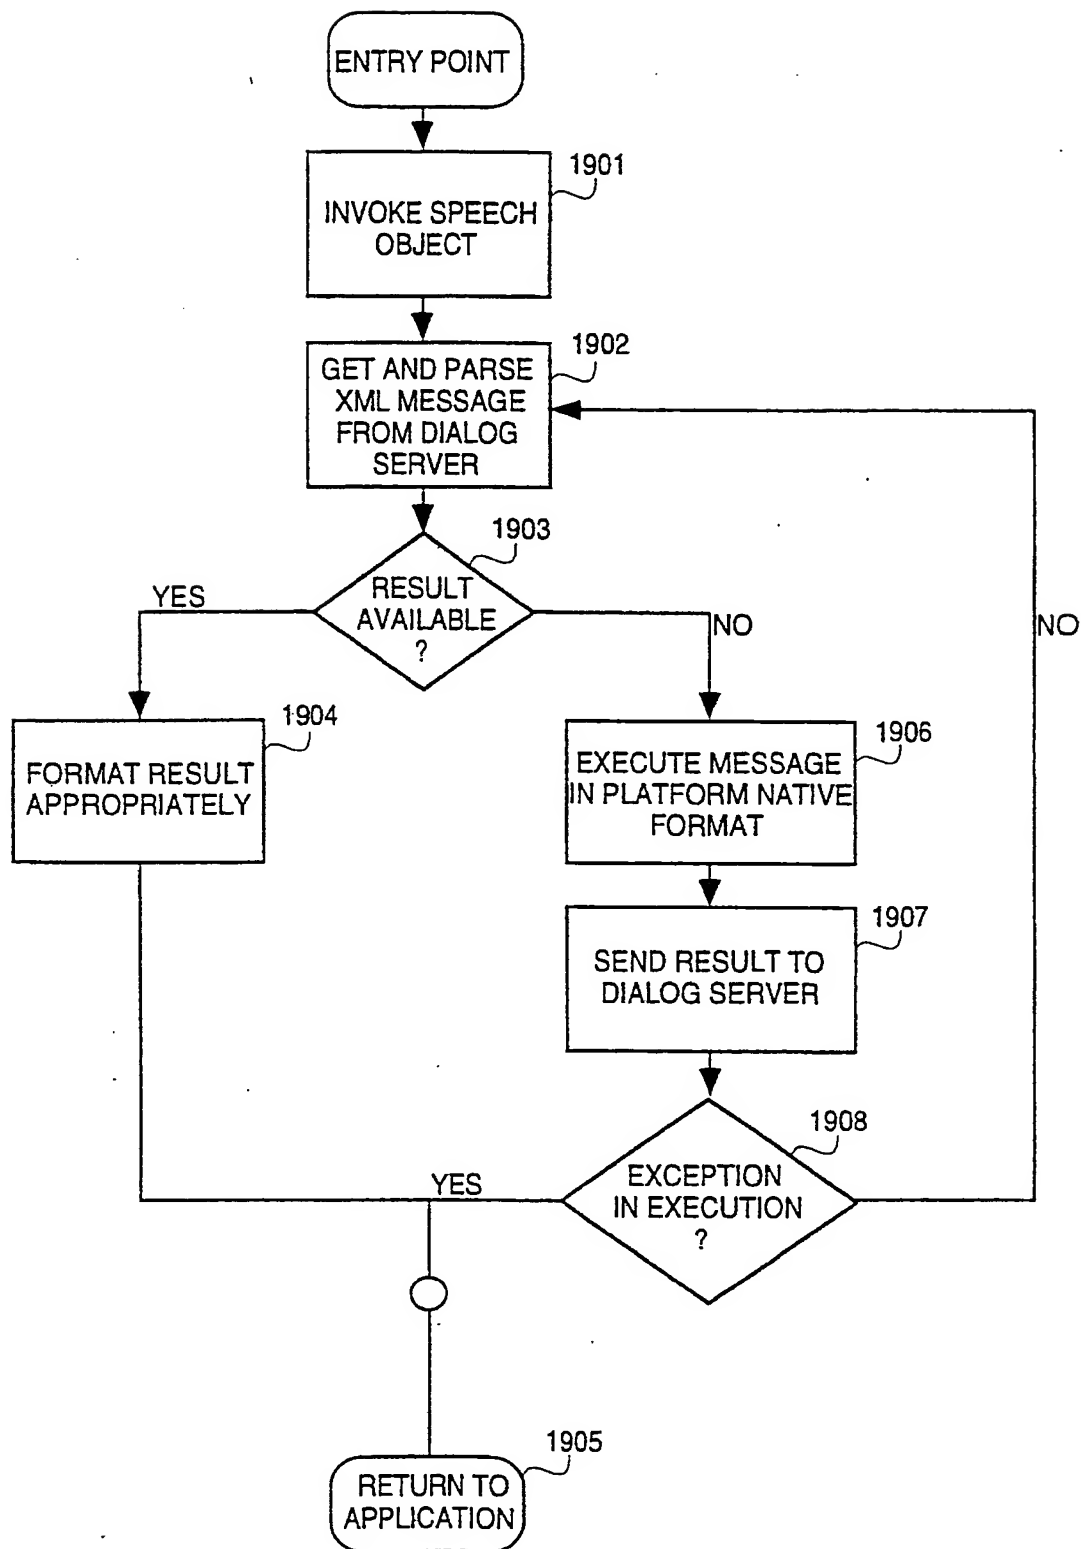 ENTRY POINT
1901
INVOKE SPEECH
OBJECT
1902
GET AND PARSE
XML MESSAGE
FROM DIALOG
SERVER
1903
RESULT
AVAILABLE
?
YES
NO
NO
1904
FORMAT RESULT
APPROPRIATELY
1906
EXECUTE MESSAGE
IN PLATFORM NATIVE
FORMAT
1907
SEND RESULT TO
DIALOG SERVER
1908
EXCEPTION
IN EXECUTION
?
YES
1905
RETURN TO
APPLICATION